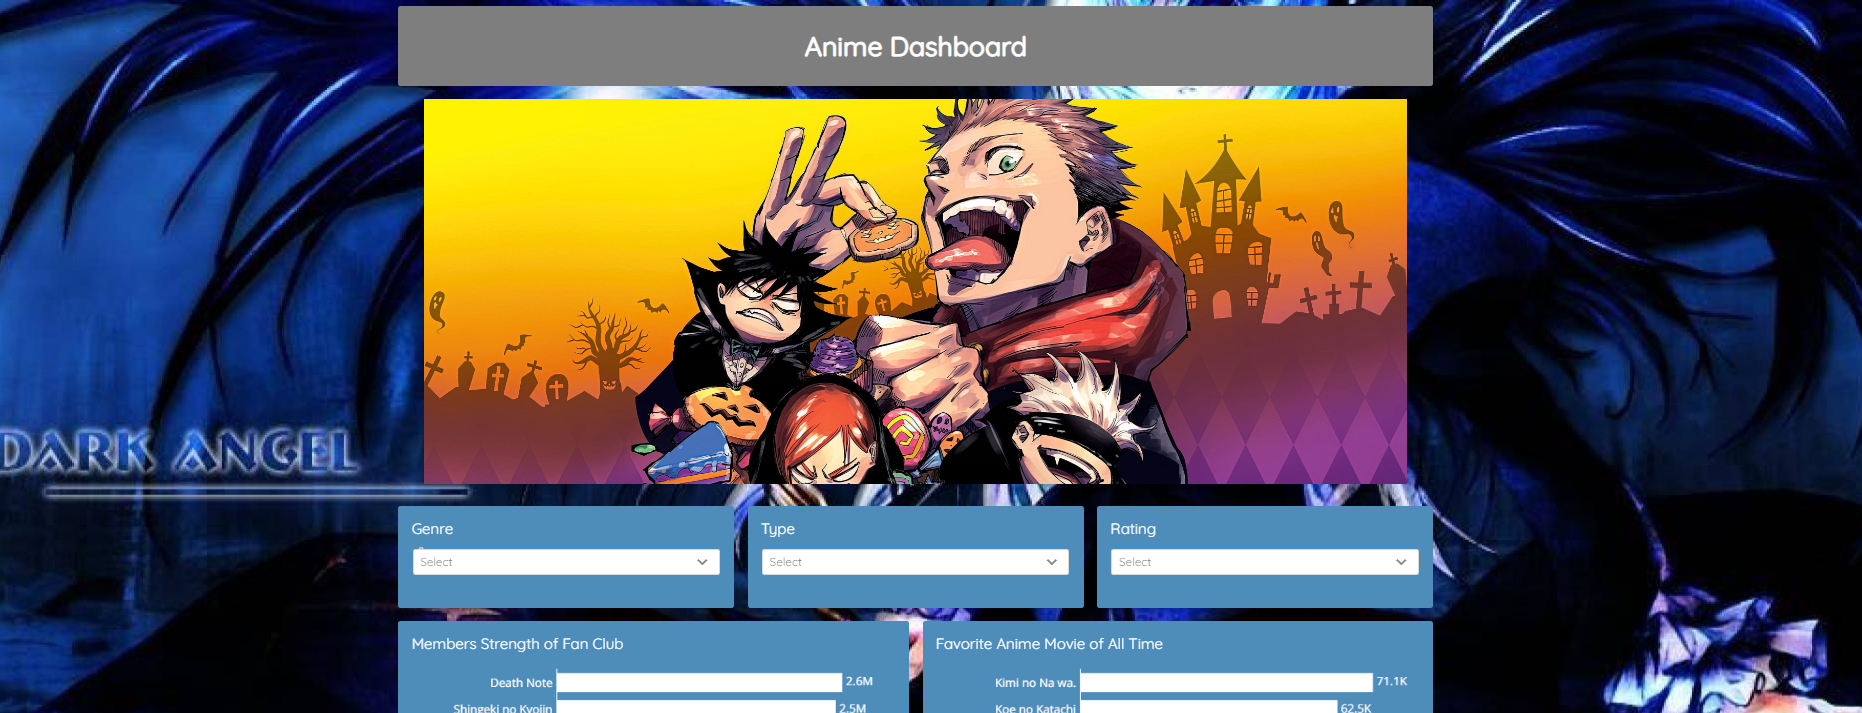 Anime Dashboard
DARK ANGEL
Genre
Select
Type
Select
Rating
Select
Members Strength of Fan Club
Death Note 2.6M
Shingeki no Kyojin 2.5M
Favorite Anime Movie of All Time
Kimi no Na wa. 71.1K
Koe no Katachi 62.5K